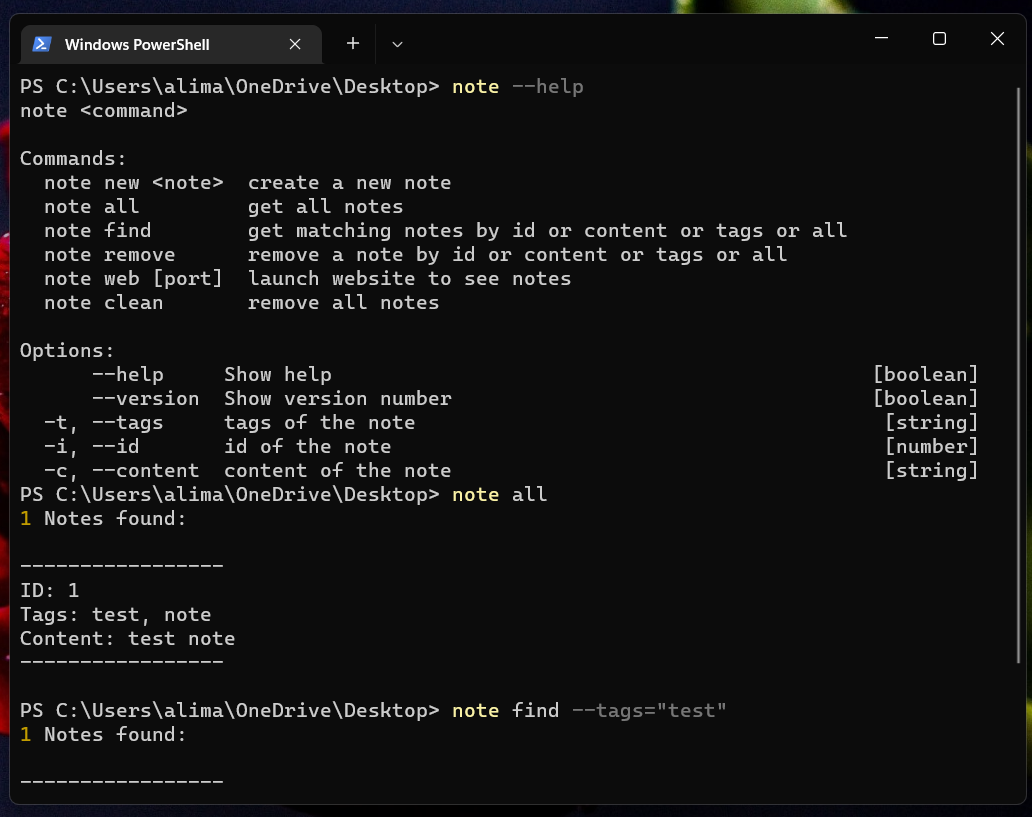 Windows PowerShell
PS C:\Users\alima\OneDrive\Desktop> note --help
note <command>
Commands:
note new <note>  create a new note
note all         get all notes
note find        get matching notes by id or content or tags or all
note remove      remove a note by id or content or tags or all
note web [port]  launch website to see notes
note clean       remove all notes
Options:
--help     Show help                                              [boolean]
--version  Show version number                                    [boolean]
-t, --tags     tags of the note                                        [string]
-i, --id       id of the note                                          [number]
-c, --content  content of the note                                     [string]
PS C:\Users\alima\OneDrive\Desktop> note all
1 Notes found:
-----------------
ID: 1
Tags: test, note
Content: test note
-----------------
PS C:\Users\alima\OneDrive\Desktop> note find --tags="test"
1 Notes found:
-----------------